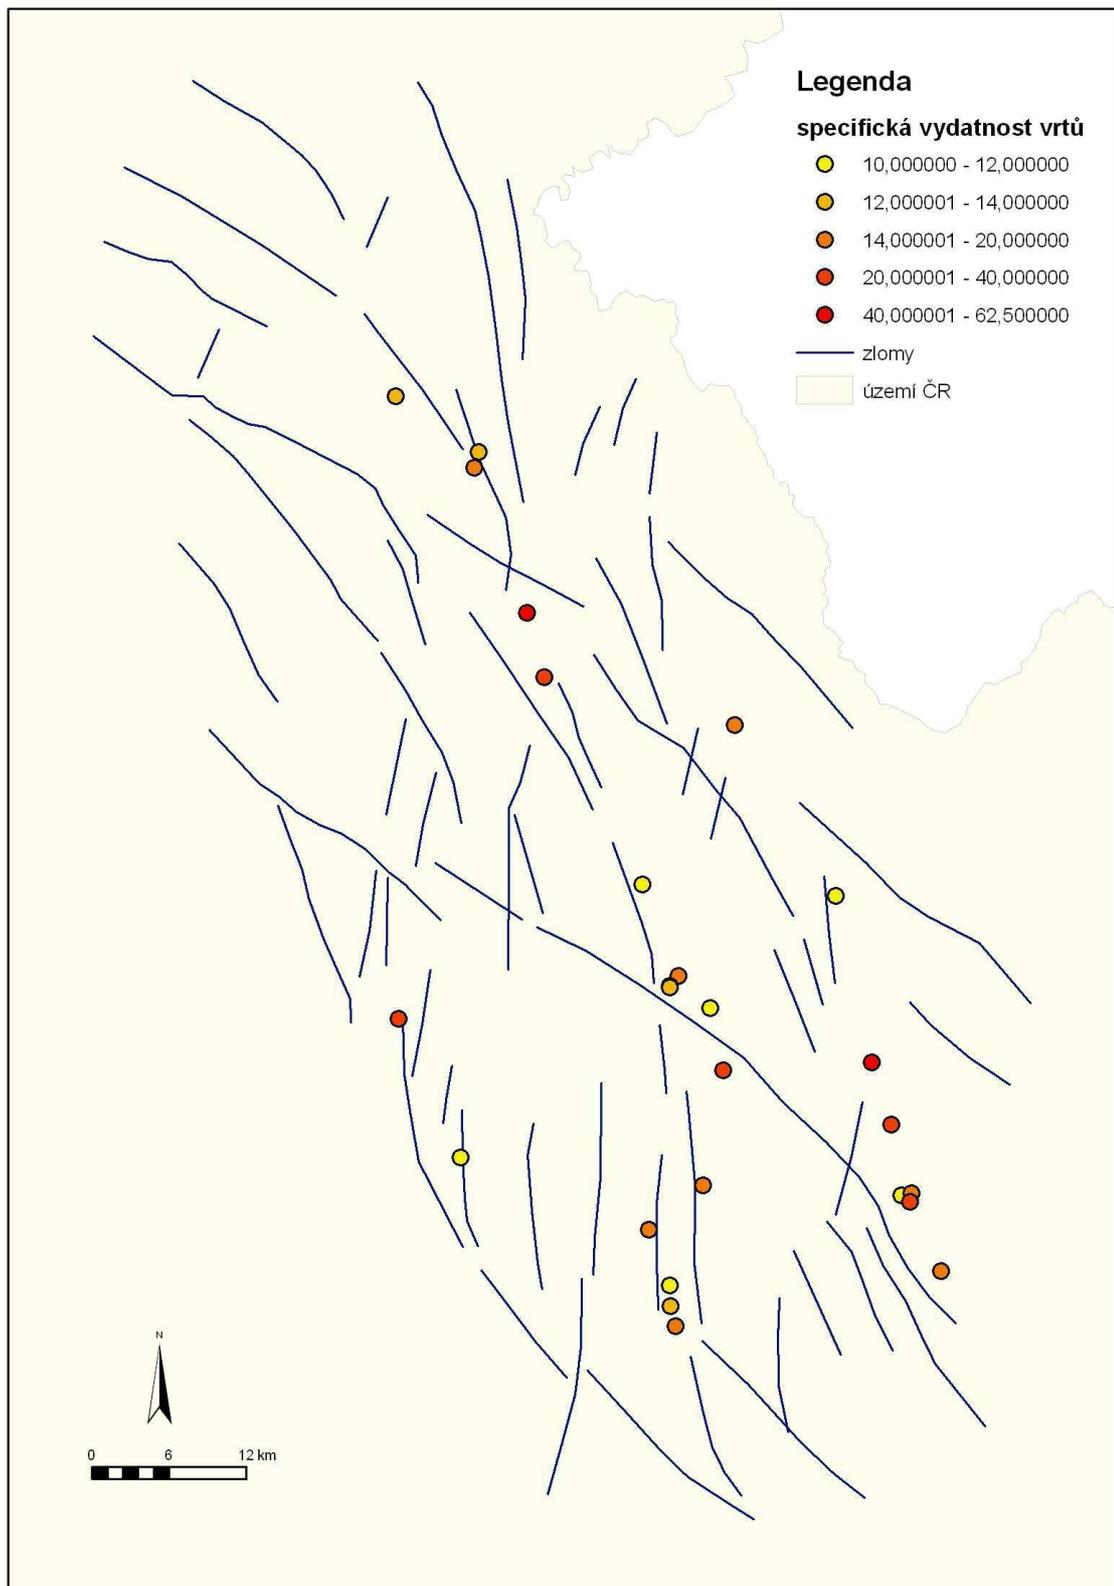 Legenda
specifická vydatnost vrtů
10,000000 - 12,000000
12,000001 - 14,000000
14,000001 - 20,000000
20,000001 - 40,000000
40,000001 - 62,500000
zlomy
území ČR
N
0 6 12 km